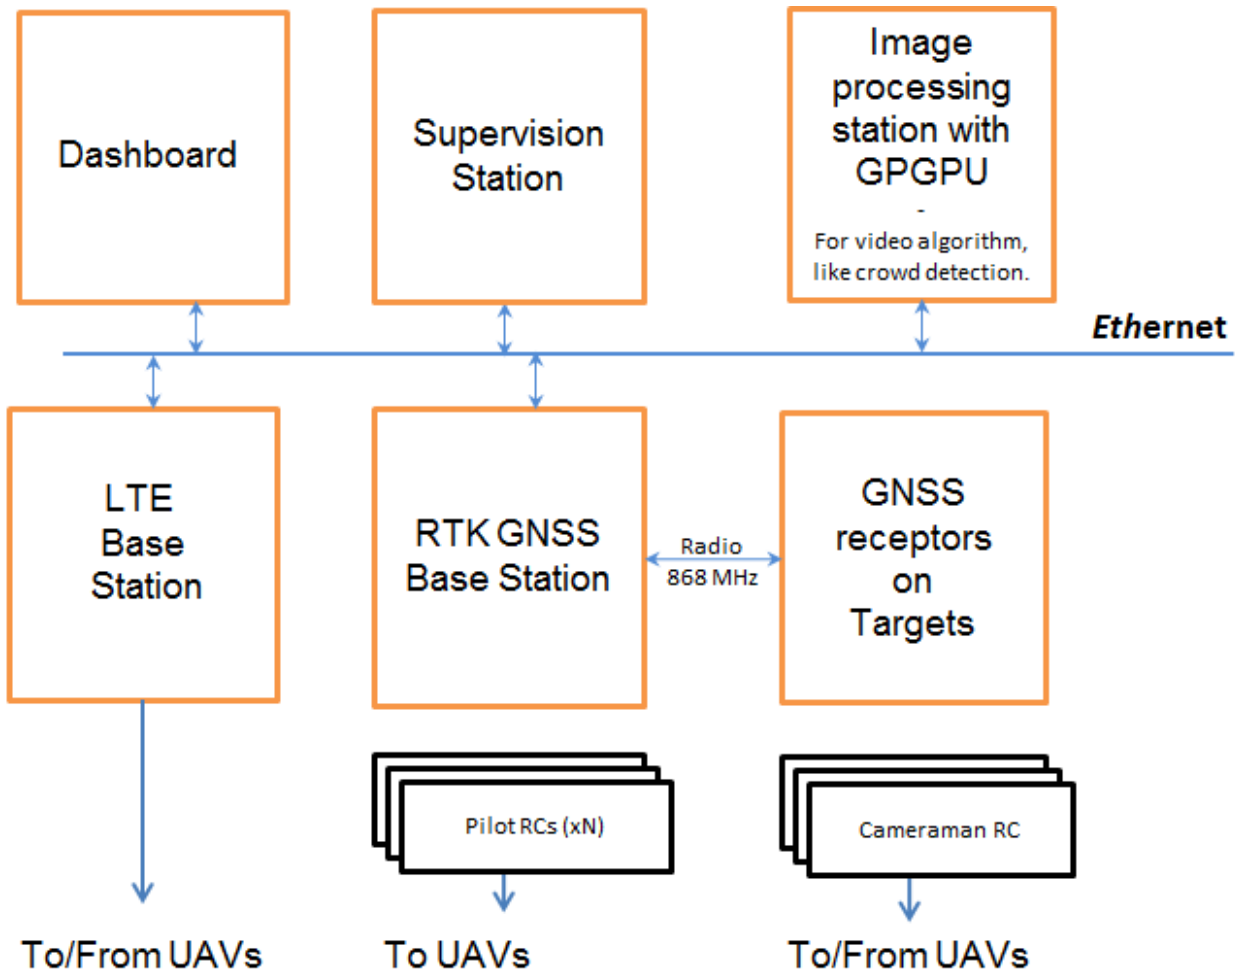 Dashboard
Supervision
Station
Image
processing
station with
GPGPU
-
For video algorithm,
like crowd detection.
Ethernet
LTE
Base
Station
RTK GNSS
Base Station
Radio
868 MHz
GNSS
receptors
on
Targets
Pilot RCs (xN)
Cameraman RC
To/From UAVs
To UAVs
To/From UAVs